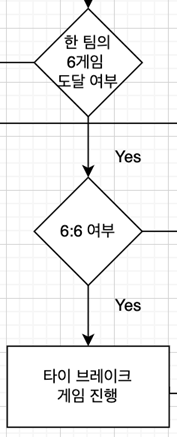 한 팀의
6게임
도달 여부
Yes
6:6 여부
Yes
타이 브레이크
게임 진행